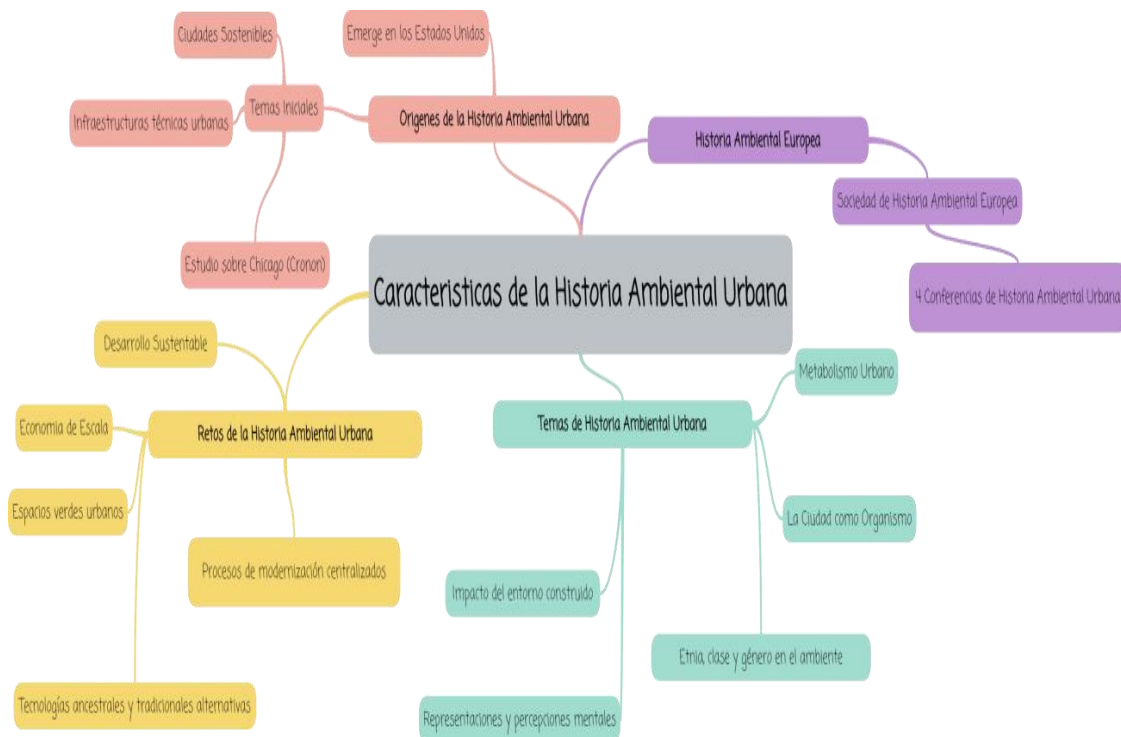 Ciudades Sostenibles
Emerge en los Estados Unidos
Temas Iniciales
Infraestructuras técnicas urbanas
Origenes de la Historia Ambiental Urbana
Estudio sobre Chicago (Cronon)
Historia Ambiental Europea
Sociedad de Historia Ambiental Europea
4 Conferencias de Historia Ambiental Urbana
Caracteristicas de la Historia Ambiental Urbana
Desarrollo Sustentable
Economia de Escala
Retos de la Historia Ambiental Urbana
Espacios verdes urbanos
Procesos de modernización centralizados
Tecnologías ancestrales y tradicionales alternativas
Temas de Historia Ambiental Urbana
Metabolismo Urbano
La Ciudad como Organismo
Impacto del entorno construido
Etnia, clase y género en el ambiente
Representaciones y percepciones mentales